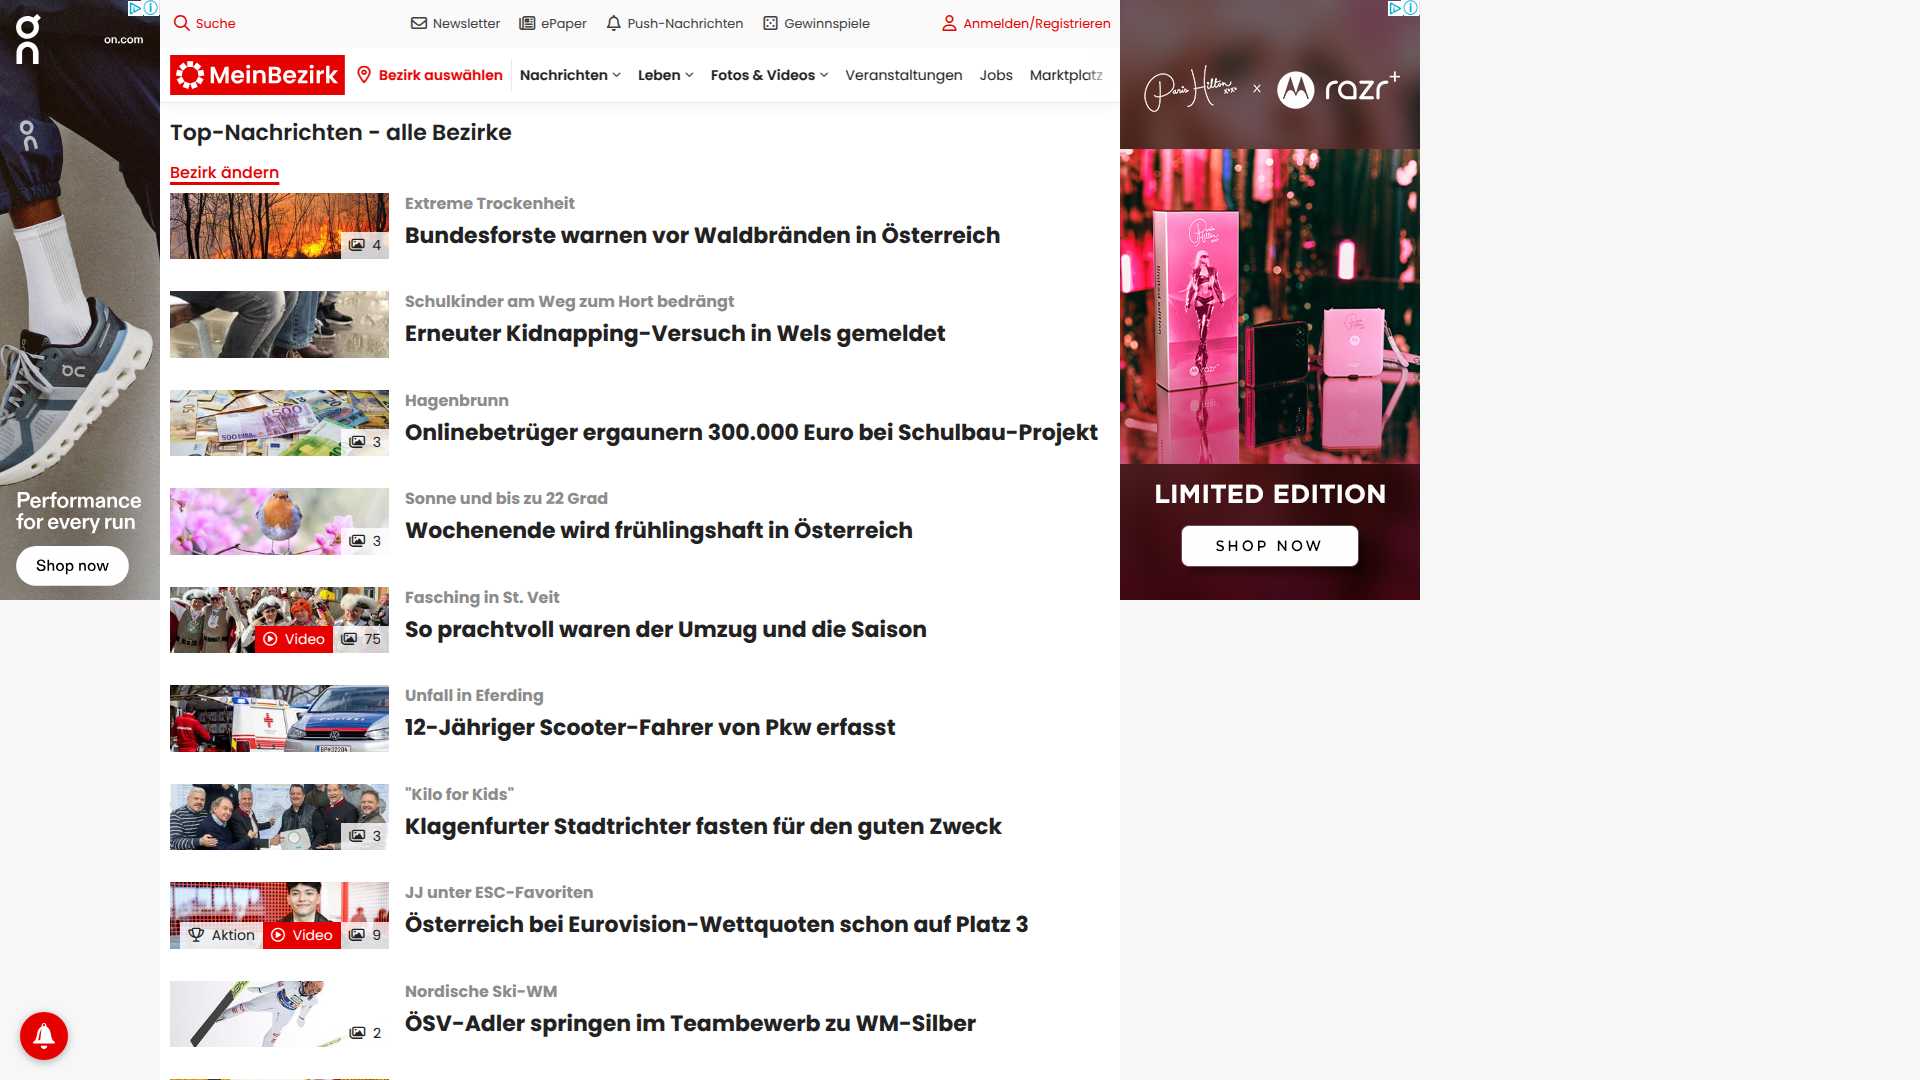 on.com
Performance
for every run
Shop now
Suche
Newsletter
ePaper
Push-Nachrichten
Gewinnspiele
Anmelden/Registrieren
MeinBezirk
Bezirk auswählen
Nachrichten
Leben
Fotos & Videos
Veranstaltungen
Jobs
Marktplatz
Top-Nachrichten - alle Bezirke
Bezirk ändern
4
Extreme Trockenheit
Bundesforste warnen vor Waldbränden in Österreich
Schulkinder am Weg zum Hort bedrängt
Erneuter Kidnapping-Versuch in Wels gemeldet
3
Hagenbrunn
Onlinebetrüger ergaunern 300.000 Euro bei Schulbau-Projekt
3
Sonne und bis zu 22 Grad
Wochenende wird frühlingshaft in Österreich
Video
75
Fasching in St. Veit
So prachtvoll waren der Umzug und die Saison
Unfall in Eferding
12-Jähriger Scooter-Fahrer von Pkw erfasst
3
"Kilo for Kids"
Klagenfurter Stadtrichter fasten für den guten Zweck
Aktion
Video
9
JJ unter ESC-Favoriten
Österreich bei Eurovision-Wettquoten schon auf Platz 3
2
Nordische Ski-WM
ÖSV-Adler springen im Teambewerb zu WM-Silber
Paris Hilton
x
razr+
LIMITED EDITION
SHOP NOW